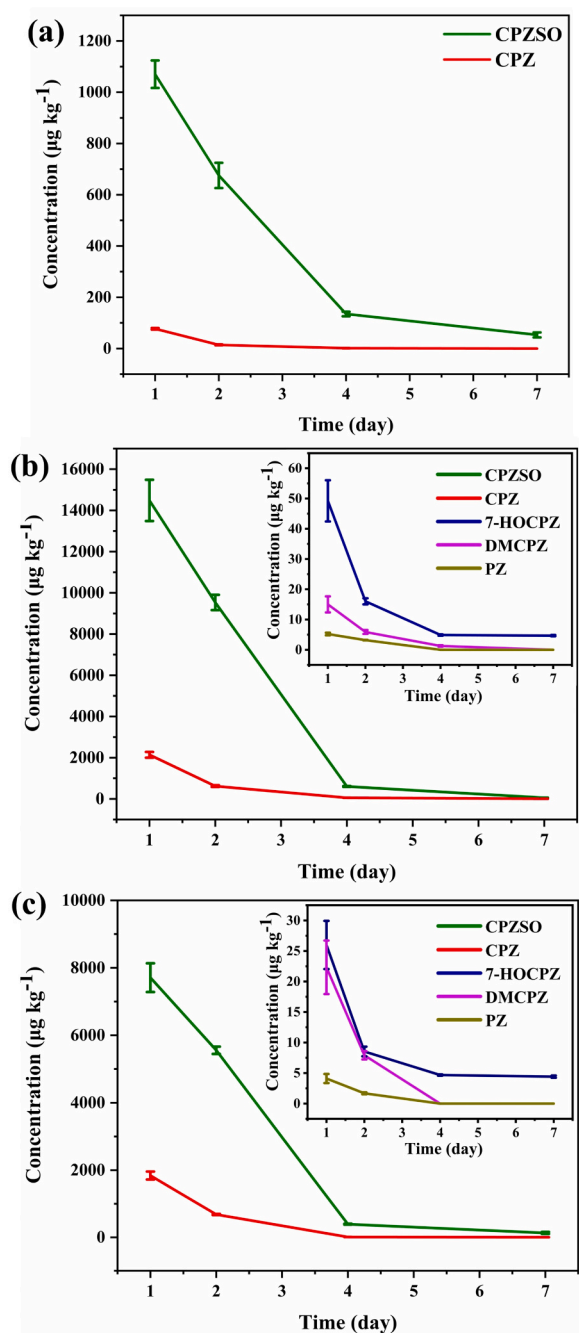 (a)
CPZSO
CPZ
1200
1000
800
600
400
200
0
Concentration (μg kg⁻¹)
1 2 3 4 5 6 7
Time (day)
(b)
16000
14000
12000
10000
8000
6000
4000
2000
0
Concentration (μg kg⁻¹)
1 2 3 4 5 6 7
Time (day)
60
50
40
30
20
10
0
Concentration (μg kg⁻¹)
CPZSO
CPZ
7-HOCPZ
DMCPZ
PZ
1 2 3 4 5 6 7
Time (day)
(c)
10000
8000
6000
4000
2000
0
Concentration (μg kg⁻¹)
1 2 3 4 5 6 7
Time (day)
30
25
20
15
10
5
0
Concentration (μg kg⁻¹)
CPZSO
CPZ
7-HOCPZ
DMCPZ
PZ
1 2 3 4 5 6 7
Time (day)